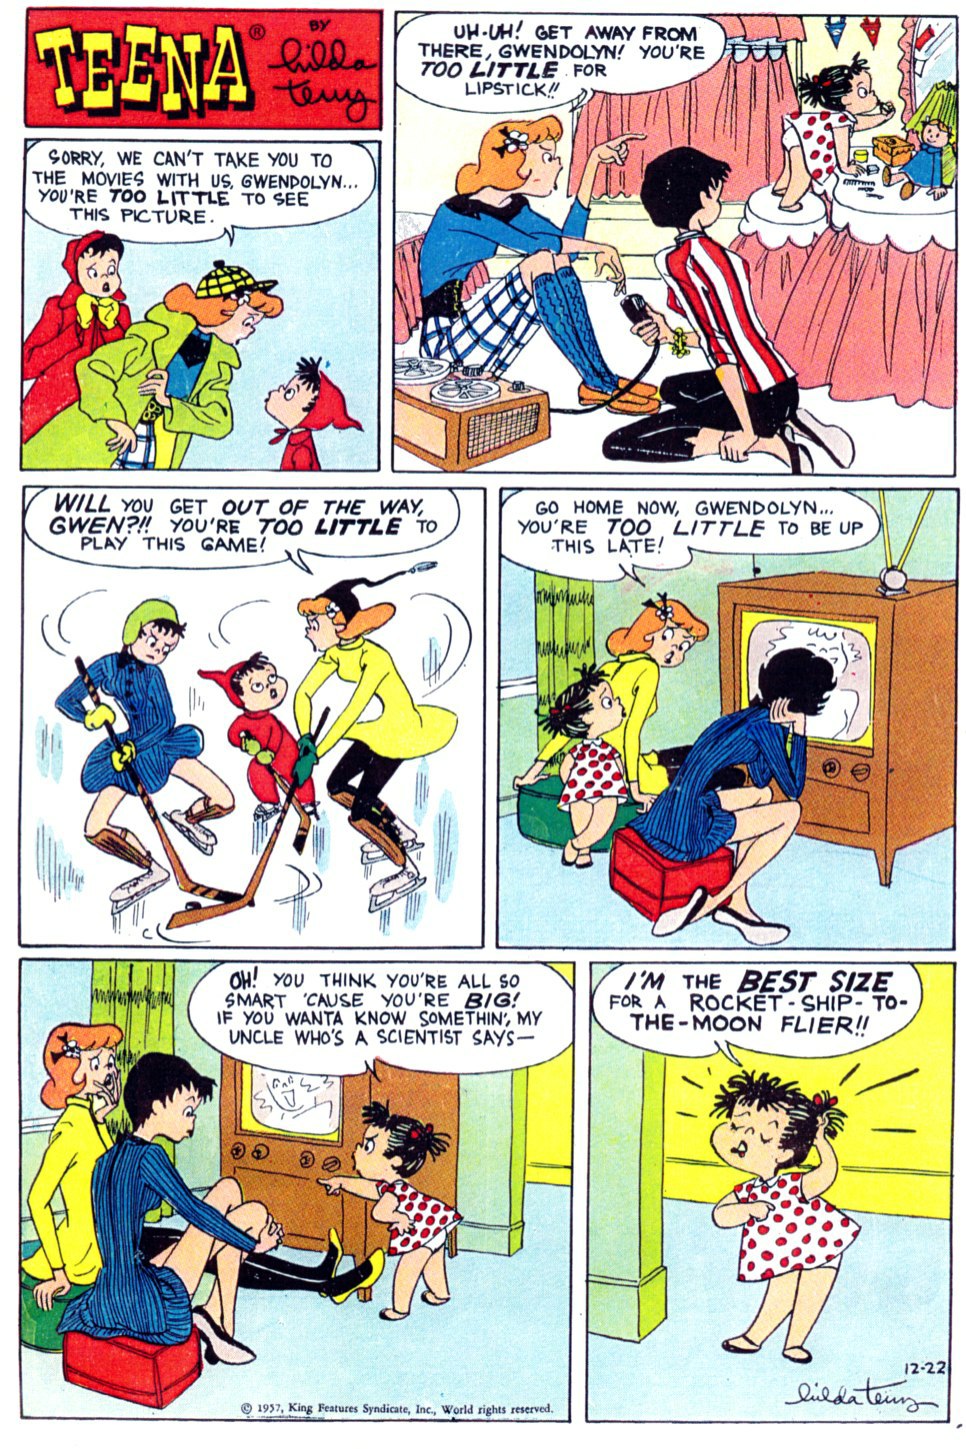 TEENA®
BY
hilda
terry
SORRY, WE CAN'T TAKE YOU TO
THE MOVIES WITH US, GWENDOLYN...
YOU'RE TOO LITTLE TO SEE
THIS PICTURE.
UH-UH! GET AWAY FROM
THERE, GWENDOLYN! YOU'RE
TOO LITTLE FOR
LIPSTICK!!
WILL YOU GET OUT OF THE WAY,
GWEN?!! YOU'RE TOO LITTLE TO
PLAY THIS GAME!
GO HOME NOW, GWENDOLYN...
YOU'RE TOO LITTLE TO BE UP
THIS LATE!
OH! YOU THINK YOU'RE ALL SO
SMART 'CAUSE YOU'RE BIG!
IF YOU WANTA KNOW SOMETHIN', MY
UNCLE WHO'S A SCIENTIST SAYS—
© 1957, King Features Syndicate, Inc., World rights reserved.
I'M THE BEST SIZE
FOR A ROCKET-SHIP-TO-
THE-MOON FLIER!!
12-22
hilda terry